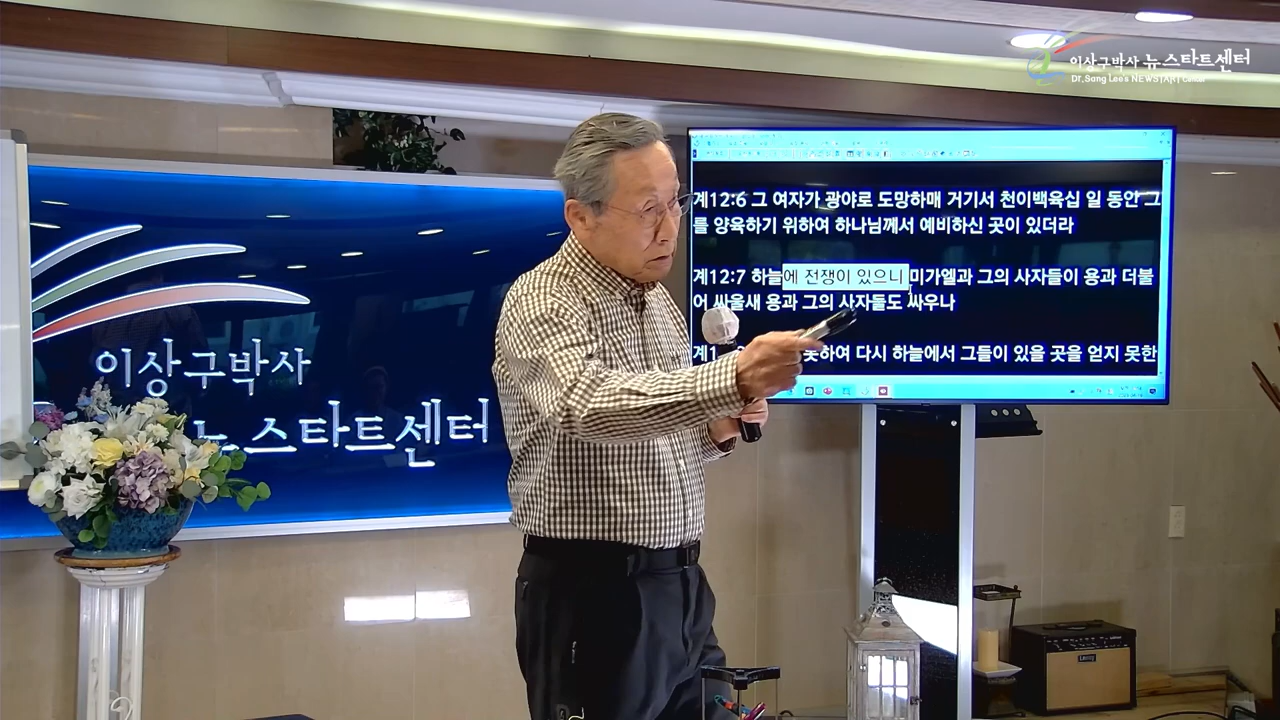 이상구박사 뉴스타트센터
Dr.Sang Lee's NEWSTART Center
계12:6 그 여자가 광야로 도망하매 거기서 천이백육십 일 동안 그
를 양육하기 위하여 하나님께서 예비하신 곳이 있더라
계12:7 하늘에 전쟁이 있으니 미가엘과 그의 사자들이 용과 더불
어 싸울새 용과 그의 사자들도 싸우나
계1 못하여 다시 하늘에서 그들이 있을 곳을 얻지 못한
이상구박사
뉴스타트센터
Laney